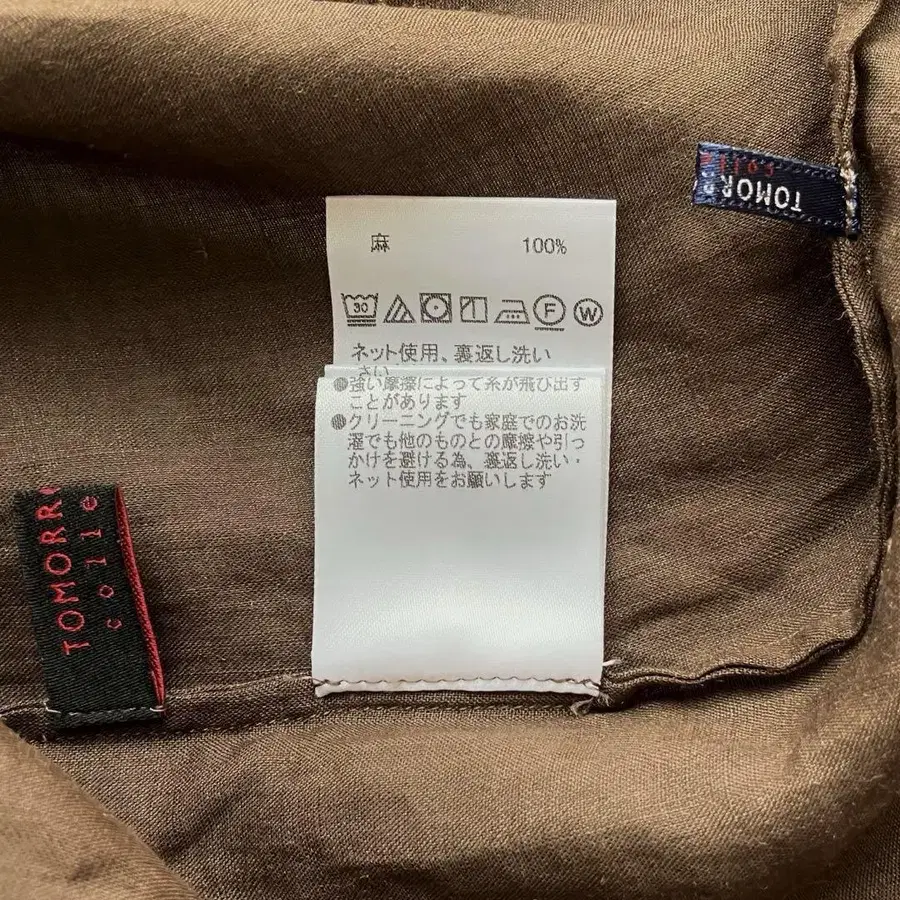 麻 100%
30
F W
ネット使用、裏返し洗い
さい
●強い摩擦によって糸が飛び出す
ことがあります
●クリーニングでも家庭でのお洗
濯でも他のものとの摩擦や引っ
かけを避ける為、裏返し洗い・
ネット使用をお願いします
TOMORR
colle
TOMOR
coll